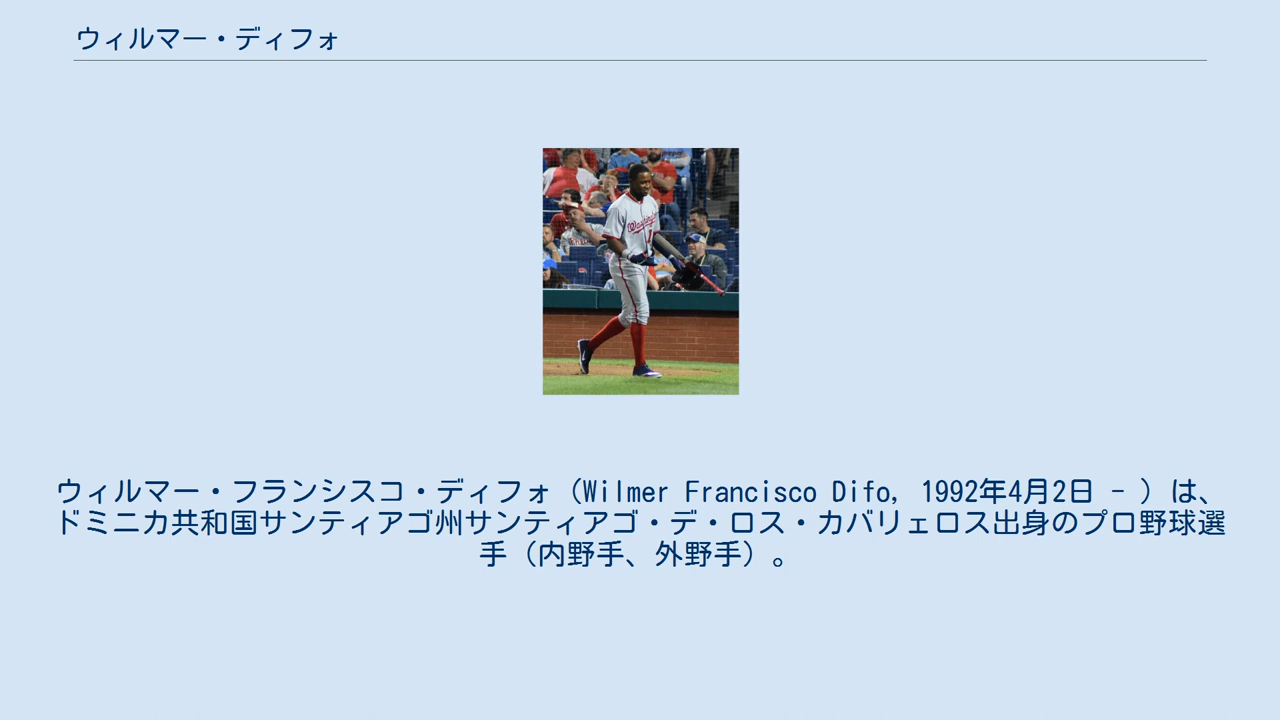 ウィルマー・ディフォ
Washington
ウィルマー・フランシスコ・ディフォ（Wilmer Francisco Difo, 1992年4月2日 - ）は、
ドミニカ共和国サンティアゴ州サンティアゴ・デ・ロス・カバリェロス出身のプロ野球選
手（内野手、外野手）。